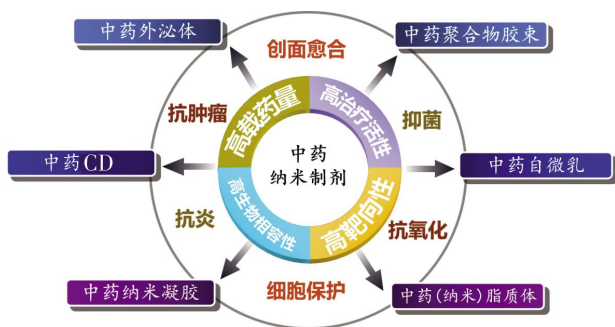 中药外泌体
创面愈合
中药聚合物胶束
抗肿瘤
高载药量
高治疗活性
抑菌
中药CD
中药
纳米制剂
中药自微乳
抗炎
高生物相容性
高靶向性
抗氧化
中药纳米凝胶
细胞保护
中药(纳米)脂质体